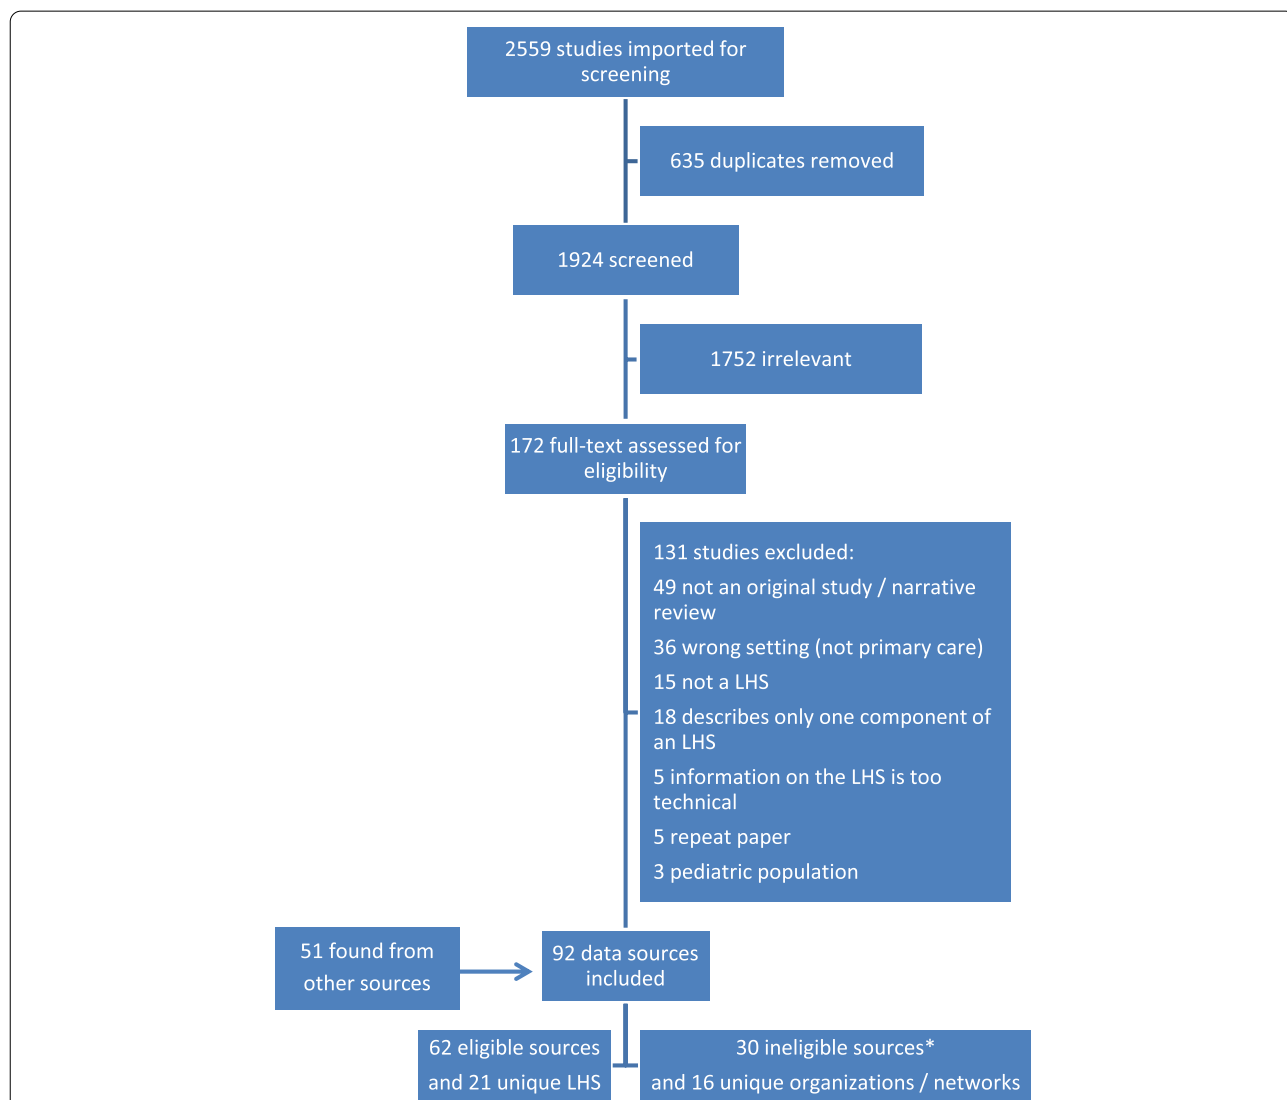 2559 studies imported for
screening
635 duplicates removed
1924 screened
1752 irrelevant
172 full-text assessed for
eligibility
131 studies excluded:
49 not an original study / narrative
review
36 wrong setting (not primary care)
15 not a LHS
18 describes only one component of
an LHS
5 information on the LHS is too
technical
5 repeat paper
3 pediatric population
51 found from
other sources
92 data sources
included
62 eligible sources
and 21 unique LHS
30 ineligible sources*
and 16 unique organizations / networks